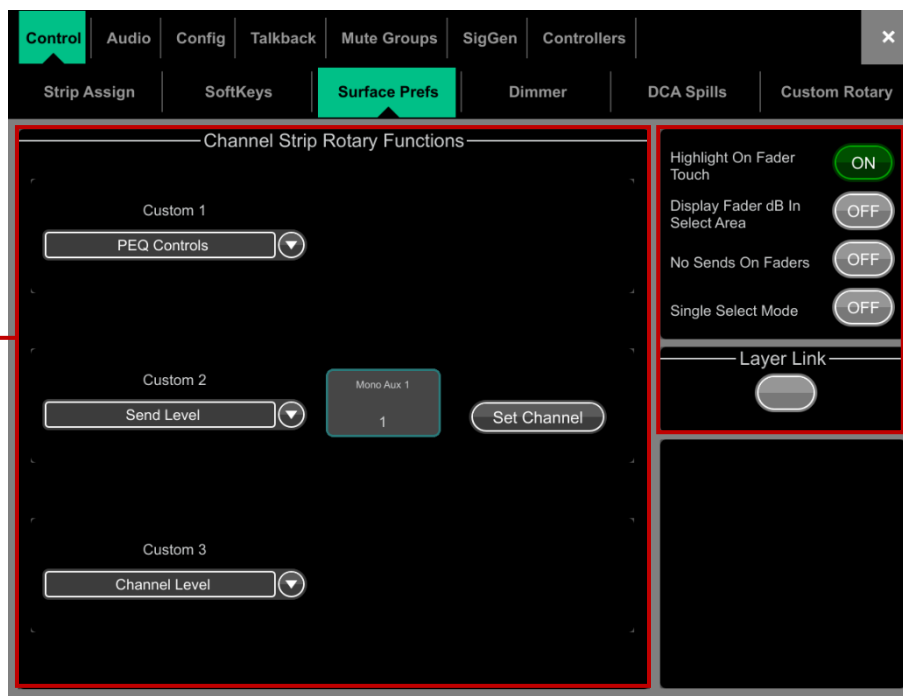 Control Audio Config Talkback Mute Groups SigGen Controllers ×
Strip Assign SoftKeys Surface Prefs Dimmer DCA Spills Custom Rotary
Channel Strip Rotary Functions
Custom 1
PEQ Controls
Custom 2
Send Level
Mono Aux 1
1
Set Channel
Custom 3
Channel Level
Highlight On Fader
Touch
ON
Display Fader dB In
Select Area
OFF
No Sends On Faders
OFF
Single Select Mode
OFF
Layer Link